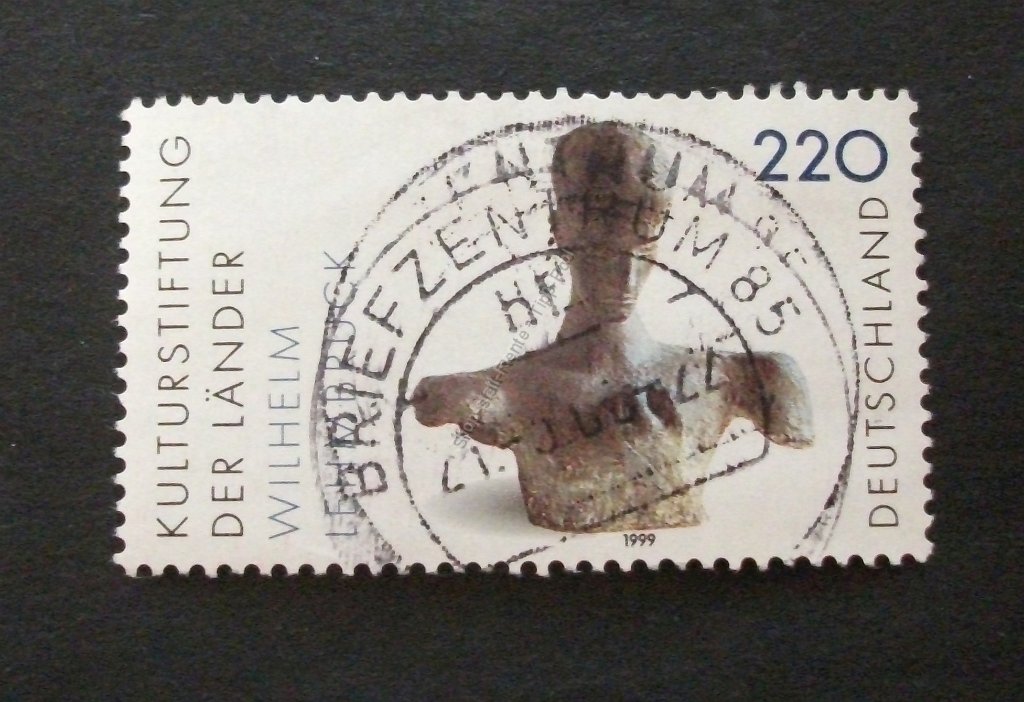 KULTURSTIFTUNG
DER LÄNDER
WILHELM
LEHMBRUCK
220
DEUTSCHLAND
1999
BRIEFZENTRUM 85